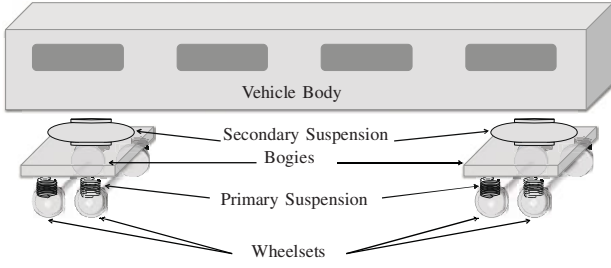 Vehicle Body
Secondary Suspension
Bogies
Primary Suspension
Wheelsets